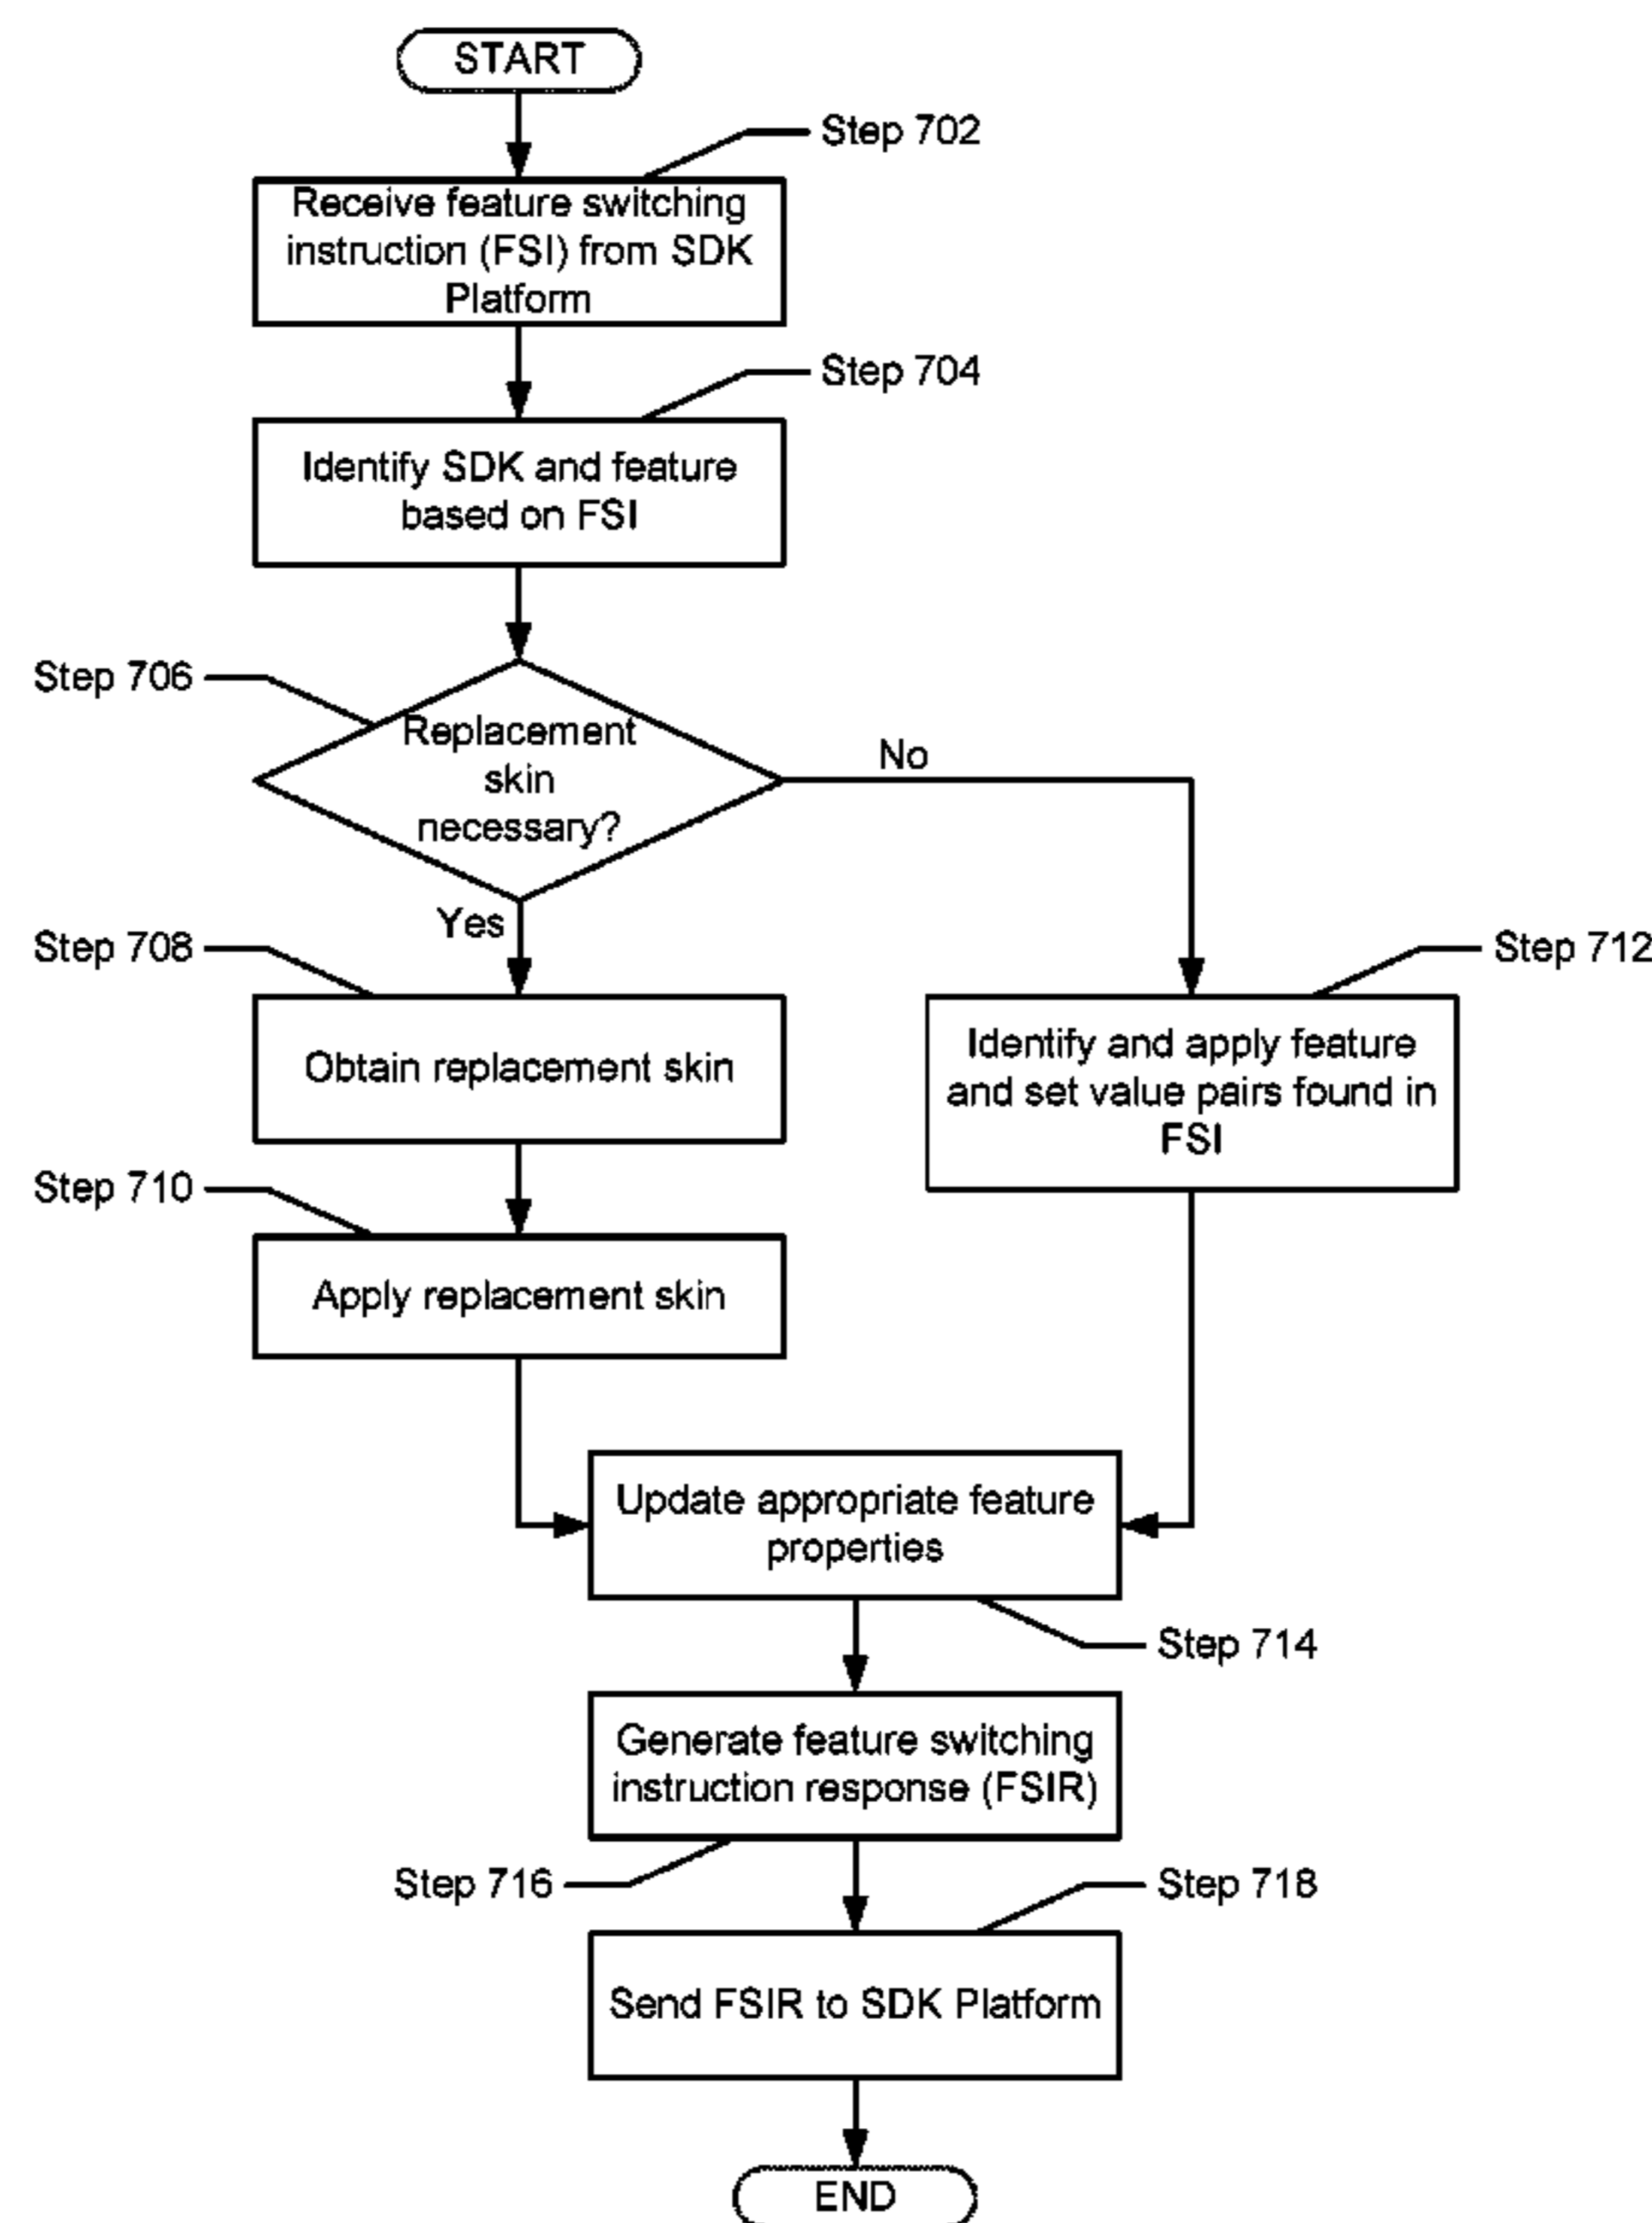 START
Step 702
Receive feature switching
instruction (FSI) from SDK
Platform
Step 704
Identify SDK and feature
based on FSI
Step 706
Replacement
skin
necessary?
No
Yes
Step 708
Obtain replacement skin
Step 712
Identify and apply feature
and set value pairs found in
FSI
Step 710
Apply replacement skin
Update appropriate feature
properties
Step 714
Generate feature switching
instruction response (FSIR)
Step 716
Step 718
Send FSIR to SDK Platform
END